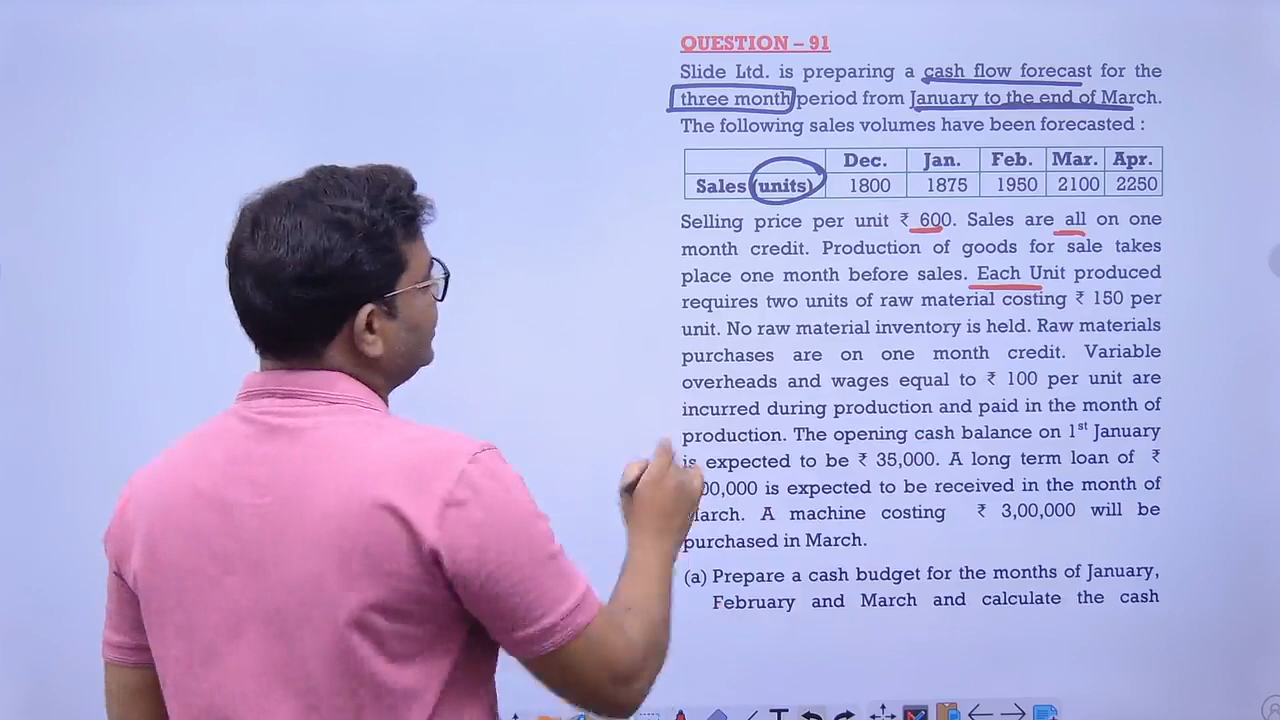 QUESTION – 91
Slide Ltd. is preparing a cash flow forecast for the
three month period from January to the end of March.
The following sales volumes have been forecasted :
Dec. Jan. Feb. Mar. Apr.
Sales (units) 1800 1875 1950 2100 2250
Selling price per unit ₹ 600. Sales are all on one
month credit. Production of goods for sale takes
place one month before sales. Each Unit produced
requires two units of raw material costing ₹ 150 per
unit. No raw material inventory is held. Raw materials
purchases are on one month credit. Variable
overheads and wages equal to ₹ 100 per unit are
incurred during production and paid in the month of
production. The opening cash balance on 1st January
is expected to be ₹ 35,000. A long term loan of ₹
00,000 is expected to be received in the month of
March. A machine costing ₹ 3,00,000 will be
purchased in March.
(a) Prepare a cash budget for the months of January,
February and March and calculate the cash